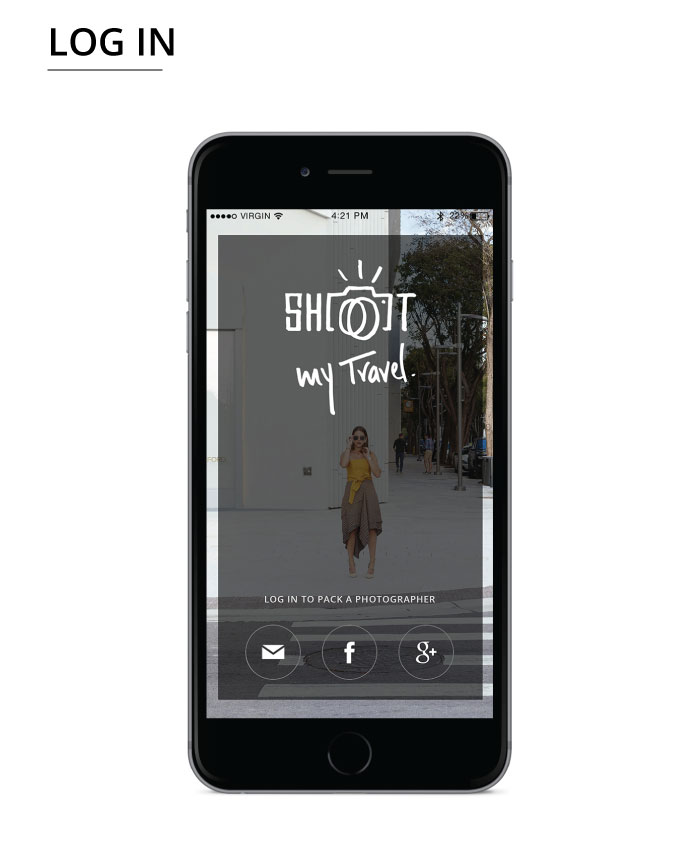 LOG IN
●●●●○ VIRGIN 4:21 PM 22%
SHOOT
my Travel.
LOG IN TO PACK A PHOTOGRAPHER
f
g+